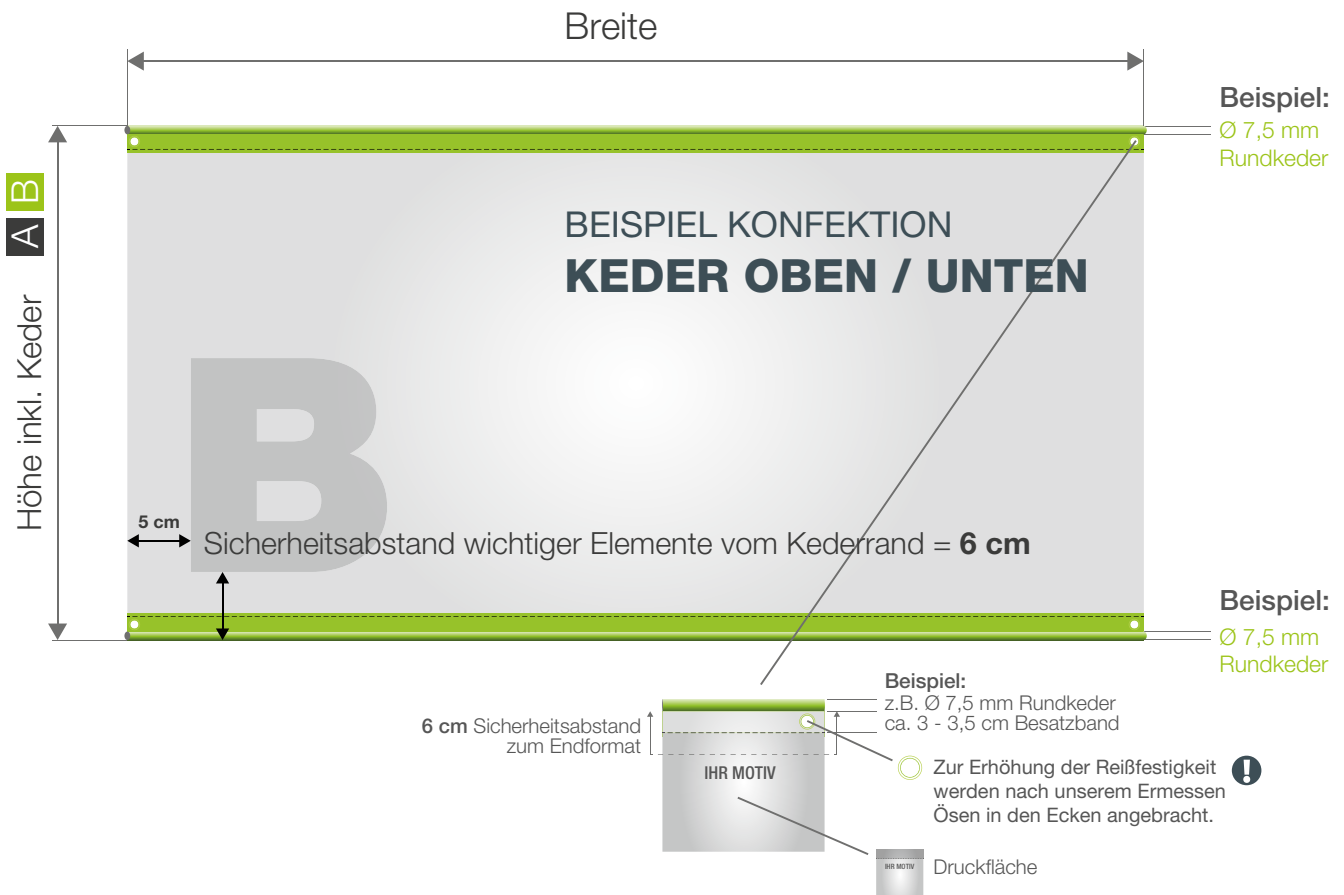 Breite
Beispiel:
Ø 7,5 mm
Rundkeder
A B
Höhe inkl. Keder
BEISPIEL KONFEKTION
KEDER OBEN / UNTEN
B
5 cm
Sicherheitsabstand wichtiger Elemente vom Kederrand = 6 cm
Beispiel:
Ø 7,5 mm
Rundkeder
Beispiel:
z.B. Ø 7,5 mm Rundkeder
ca. 3 - 3,5 cm Besatzband
6 cm Sicherheitsabstand
zum Endformat
IHR MOTIV
Zur Erhöhung der Reißfestigkeit
werden nach unserem Ermessen
Ösen in den Ecken angebracht.
!
IHR MOTIV
Druckfläche